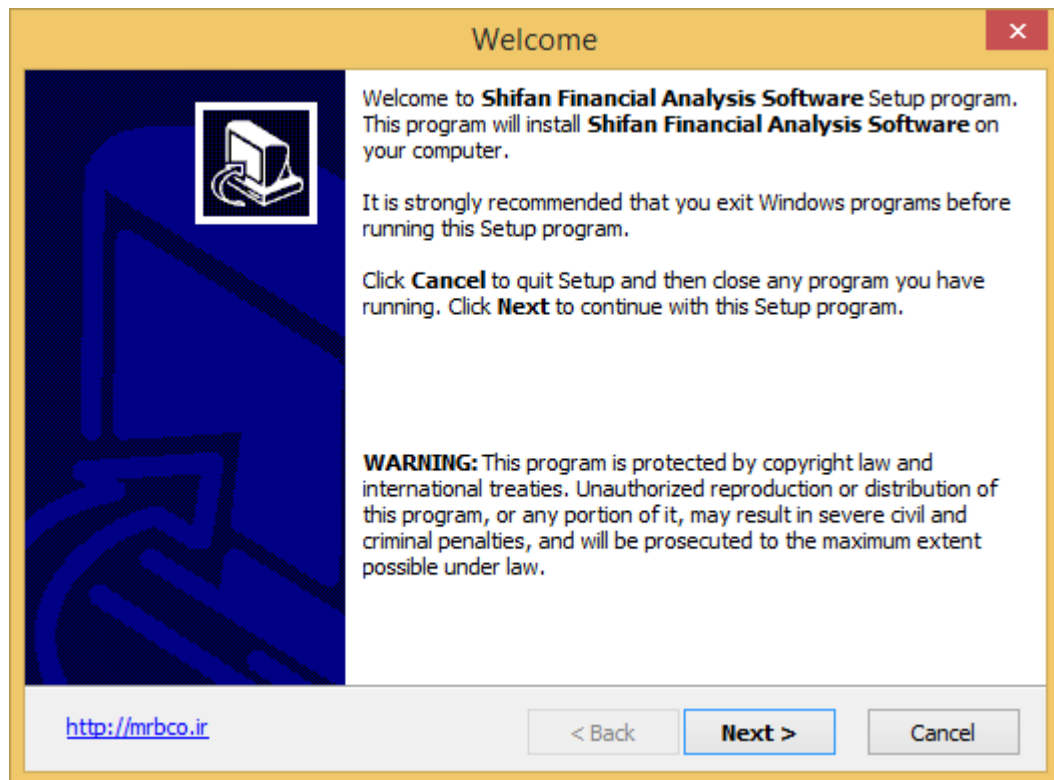 Welcome
Welcome to Shifan Financial Analysis Software Setup program.
This program will install Shifan Financial Analysis Software on
your computer.
It is strongly recommended that you exit Windows programs before
running this Setup program.
Click Cancel to quit Setup and then close any program you have
running. Click Next to continue with this Setup program.
WARNING: This program is protected by copyright law and
international treaties. Unauthorized reproduction or distribution of
this program, or any portion of it, may result in severe civil and
criminal penalties, and will be prosecuted to the maximum extent
possible under law.
http://mrbco.ir
< Back
Next >
Cancel